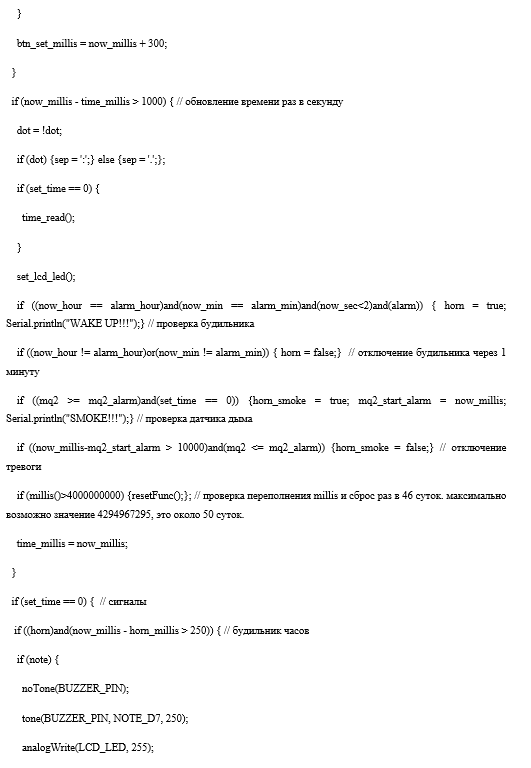 }
btn_set_millis = now_millis + 300;
}
if (now_millis - time_millis > 1000) { // обновление времени раз в секунду
dot = !dot;
if (dot) {sep = ':';} else {sep = '.';};
if (set_time == 0) {
time_read();
}
set_lcd_led();
if ((now_hour == alarm_hour)and(now_min == alarm_min)and(now_sec<2)and(alarm)) { horn = true;
Serial.println("WAKE UP!!!");} // проверка будильника
if ((now_hour != alarm_hour)or(now_min != alarm_min)) { horn = false;} // отключение будильника через 1
минуту
if ((mq2 >= mq2_alarm)and(set_time == 0)) {horn_smoke = true; mq2_start_alarm = now_millis;
Serial.println("SMOKE!!!");} // проверка датчика дыма
if ((now_millis-mq2_start_alarm > 10000)and(mq2 <= mq2_alarm)) {horn_smoke = false;} // отключение
тревоги
if (millis()>4000000000) {resetFunc();}; // проверка переполнения millis и сброс раз в 46 суток. максимально
возможно значение 4294967295, это около 50 суток.
time_millis = now_millis;
}
if (set_time == 0) { // сигналы
if ((horn)and(now_millis - horn_millis > 250)) { // будильник часов
if (note) {
noTone(BUZZER_PIN);
tone(BUZZER_PIN, NOTE_D7, 250);
analogWrite(LCD_LED, 255);